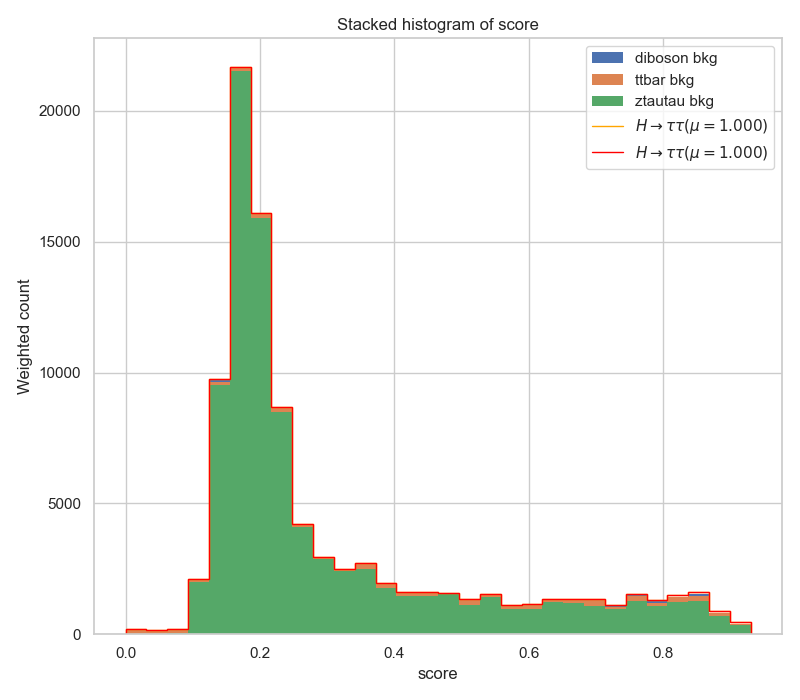 Stacked histogram of score
diboson bkg
ttbar bkg
ztautau bkg
H → ττ(μ = 1.000)
H → ττ(μ = 1.000)
Weighted count
20000
15000
10000
5000
0
0.0 0.2 0.4 0.6 0.8
score